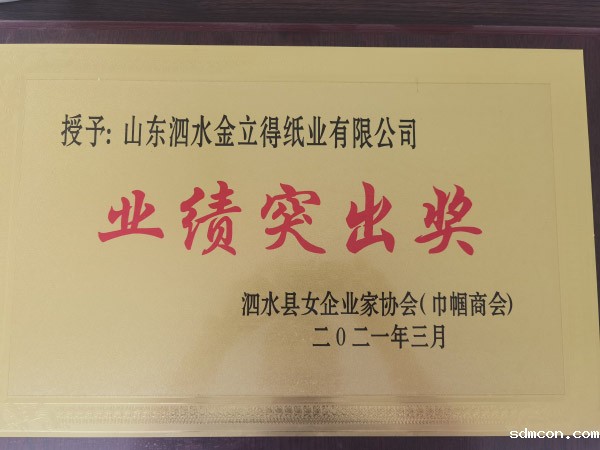 授予: 山东泗水金立得纸业有限公司
业绩突出奖
泗水县女企业家协会(巾帼商会)
二0二一年三月
sdmcon.com